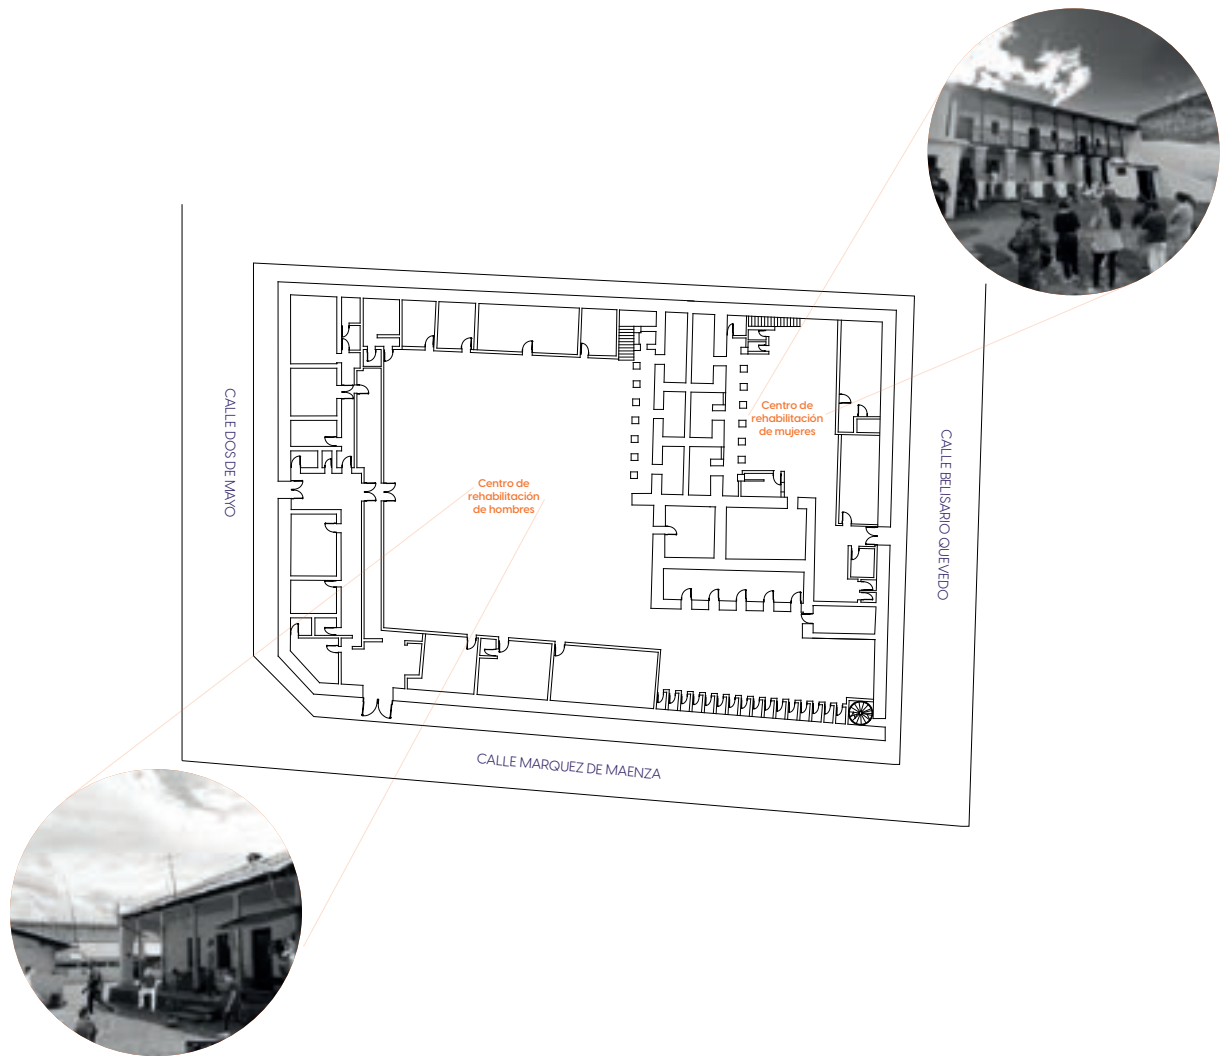 Centro de
rehabilitación
de mujeres
CALLE DOS DE MAYO
CALLE BELISARIO QUEVEDO
Centro de
rehabilitación
de hombres
CALLE MARQUEZ DE MAENZA